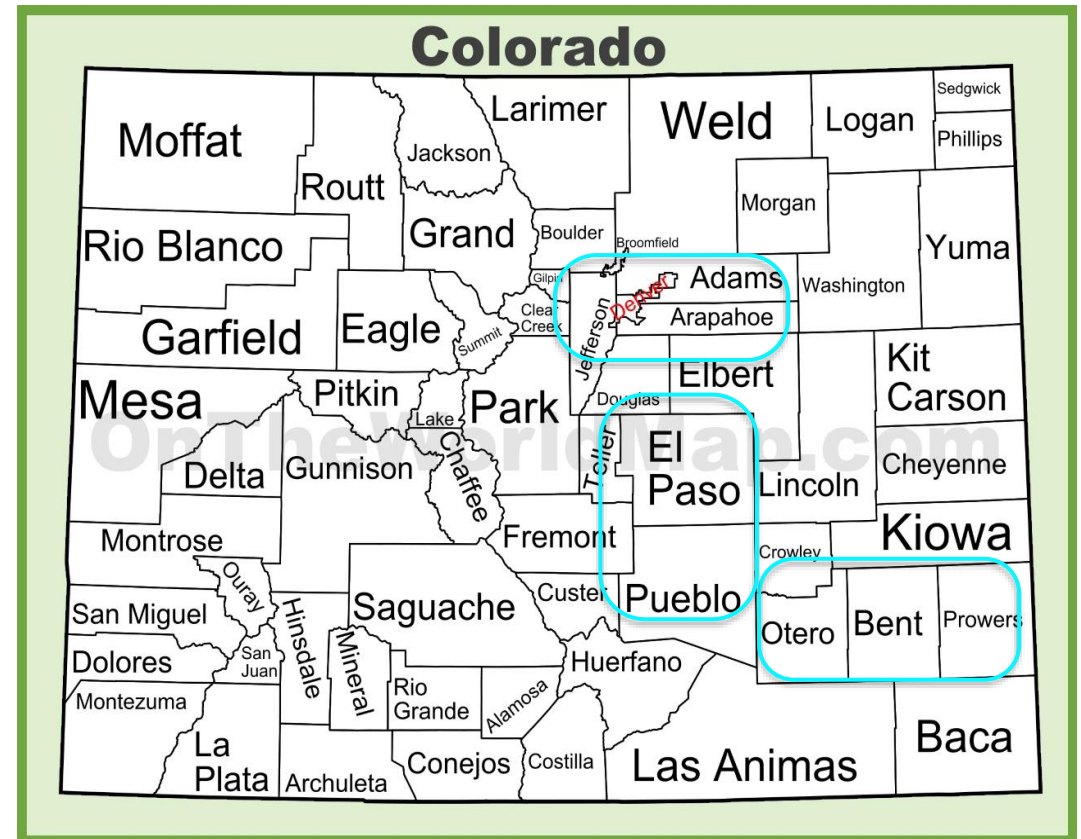 Colorado
Moffat
Routt
Jackson
Larimer
Weld
Logan
Sedgwick
Phillips
Morgan
Rio Blanco
Grand
Boulder
Broomfield
Yuma
Gilpin
Denver
Adams
Washington
Garfield
Eagle
Summit
Clear
Creek
Jefferson
Arapahoe
Mesa
Pitkin
Lake
Park
Douglas
Elbert
Kit
Carson
OnTheWorldMap.com
Delta
Gunnison
Chaffee
Teller
El
Paso
Lincoln
Cheyenne
Montrose
Fremont
Crowley
Kiowa
Ouray
San Miguel
Hinsdale
Saguache
Custer
Pueblo
Otero
Bent
Prowers
Dolores
San
Juan
Mineral
Rio
Grande
Alamosa
Huerfano
Montezuma
La
Plata
Archuleta
Conejos
Costilla
Las Animas
Baca